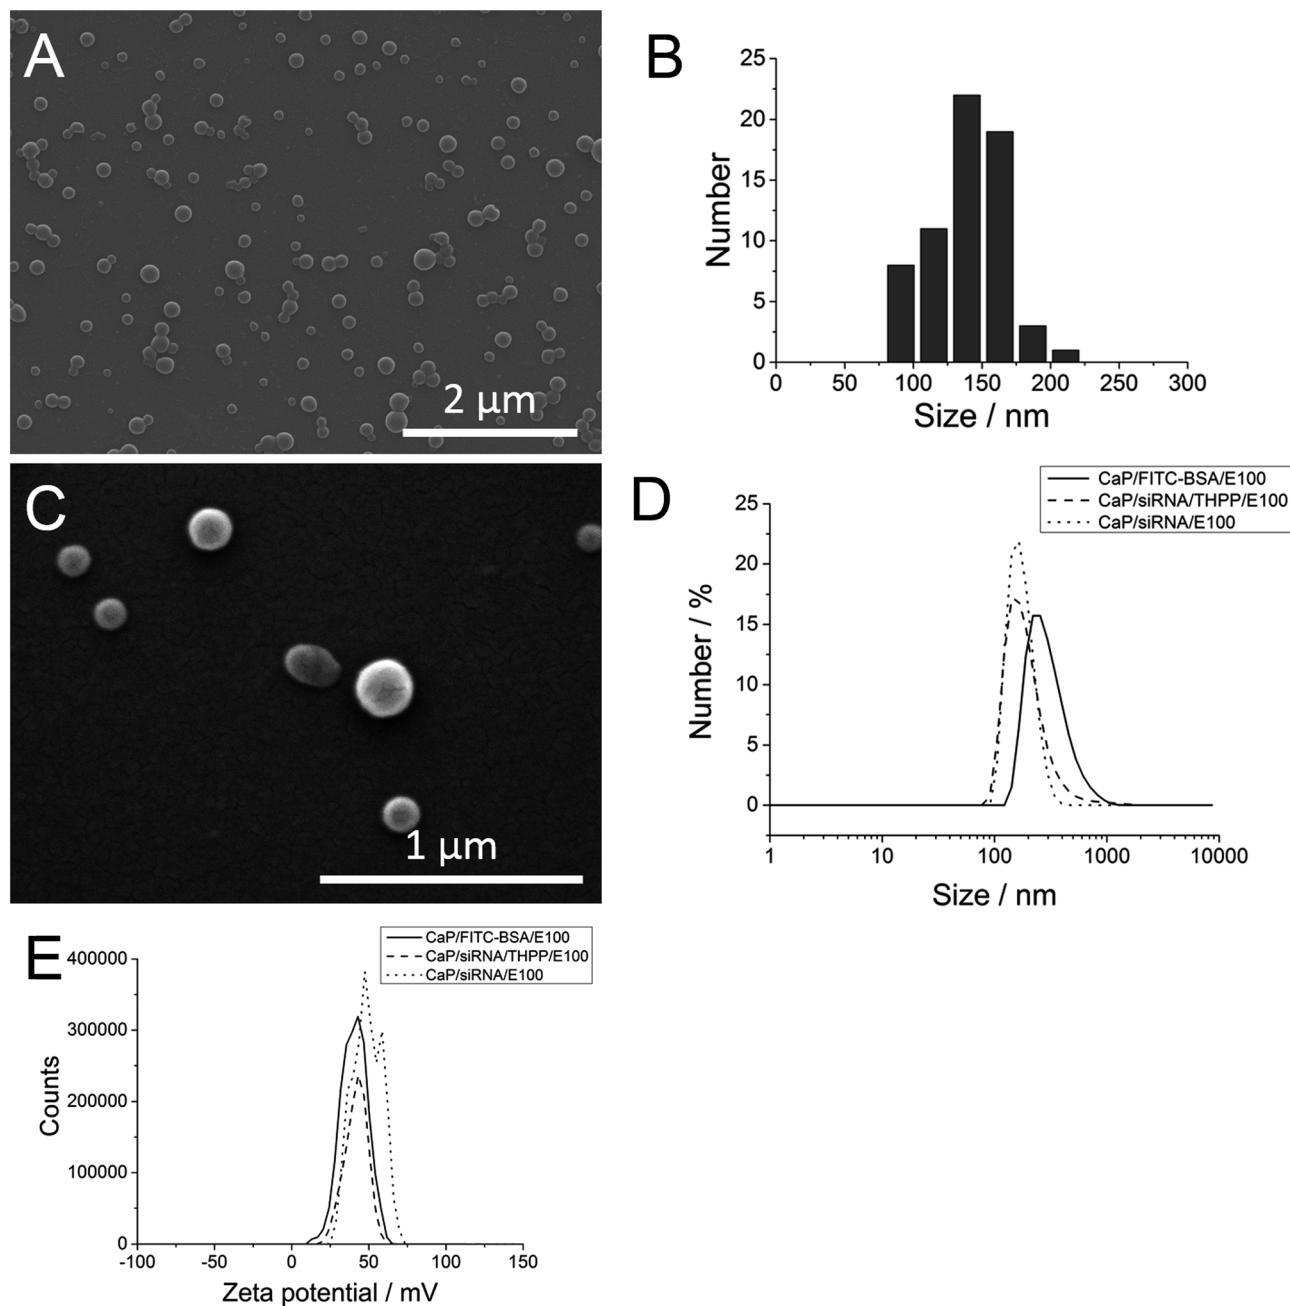 A
2 μm
B
25
20
15
10
5
0
Number
0 50 100 150 200 250 300
Size / nm
C
1 μm
D
CaP/FITC-BSA/E100
CaP/siRNA/THPP/E100
CaP/siRNA/E100
25
20
15
10
5
0
Number / %
1 10 100 1000 10000
Size / nm
E
CaP/FITC-BSA/E100
CaP/siRNA/THPP/E100
CaP/siRNA/E100
400000
300000
200000
100000
0
Counts
-100 -50 0 50 100 150
Zeta potential / mV